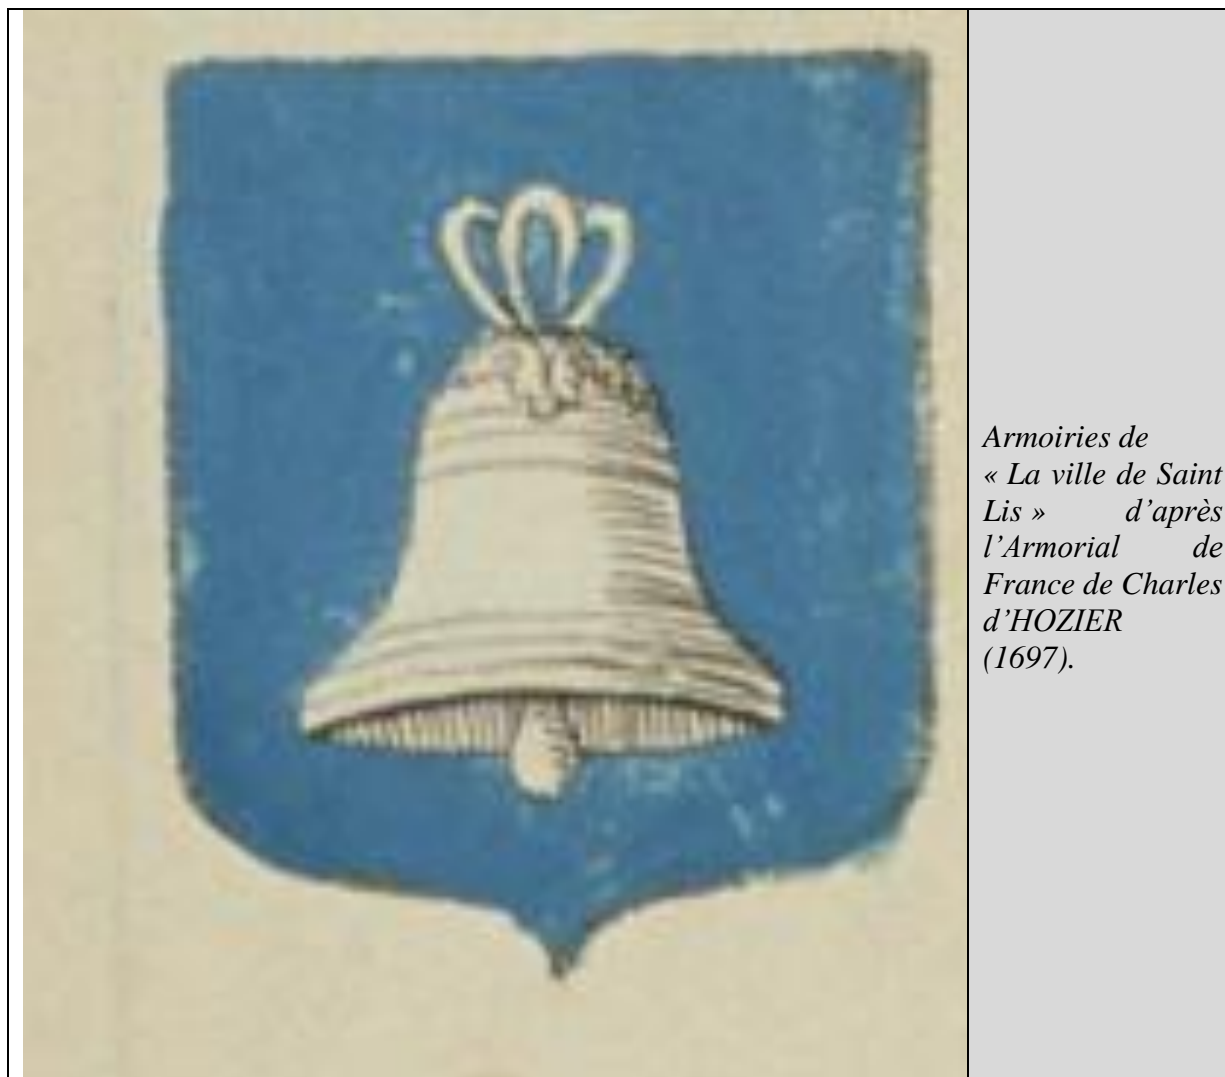 Armoiries de
« La ville de Saint
Lis » d’après
l’Armorial de
France de Charles
d’HOZIER
(1697).